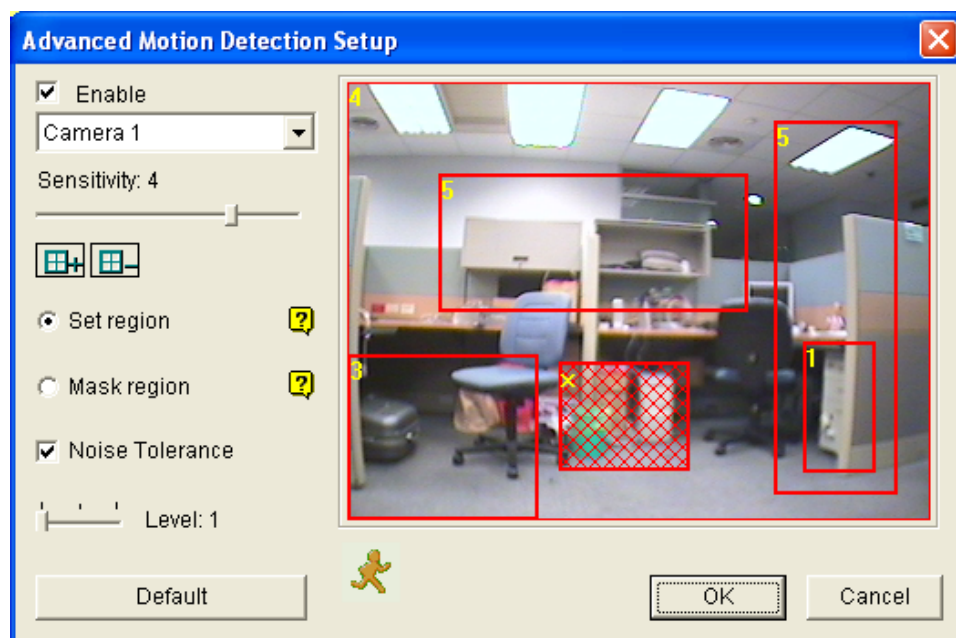 Advanced Motion Detection Setup
Enable
Camera 1
Sensitivity: 4
Set region
?
Mask region
?
Noise Tolerance
Level: 1
Default
4
5
5
3
×
1
OK
Cancel